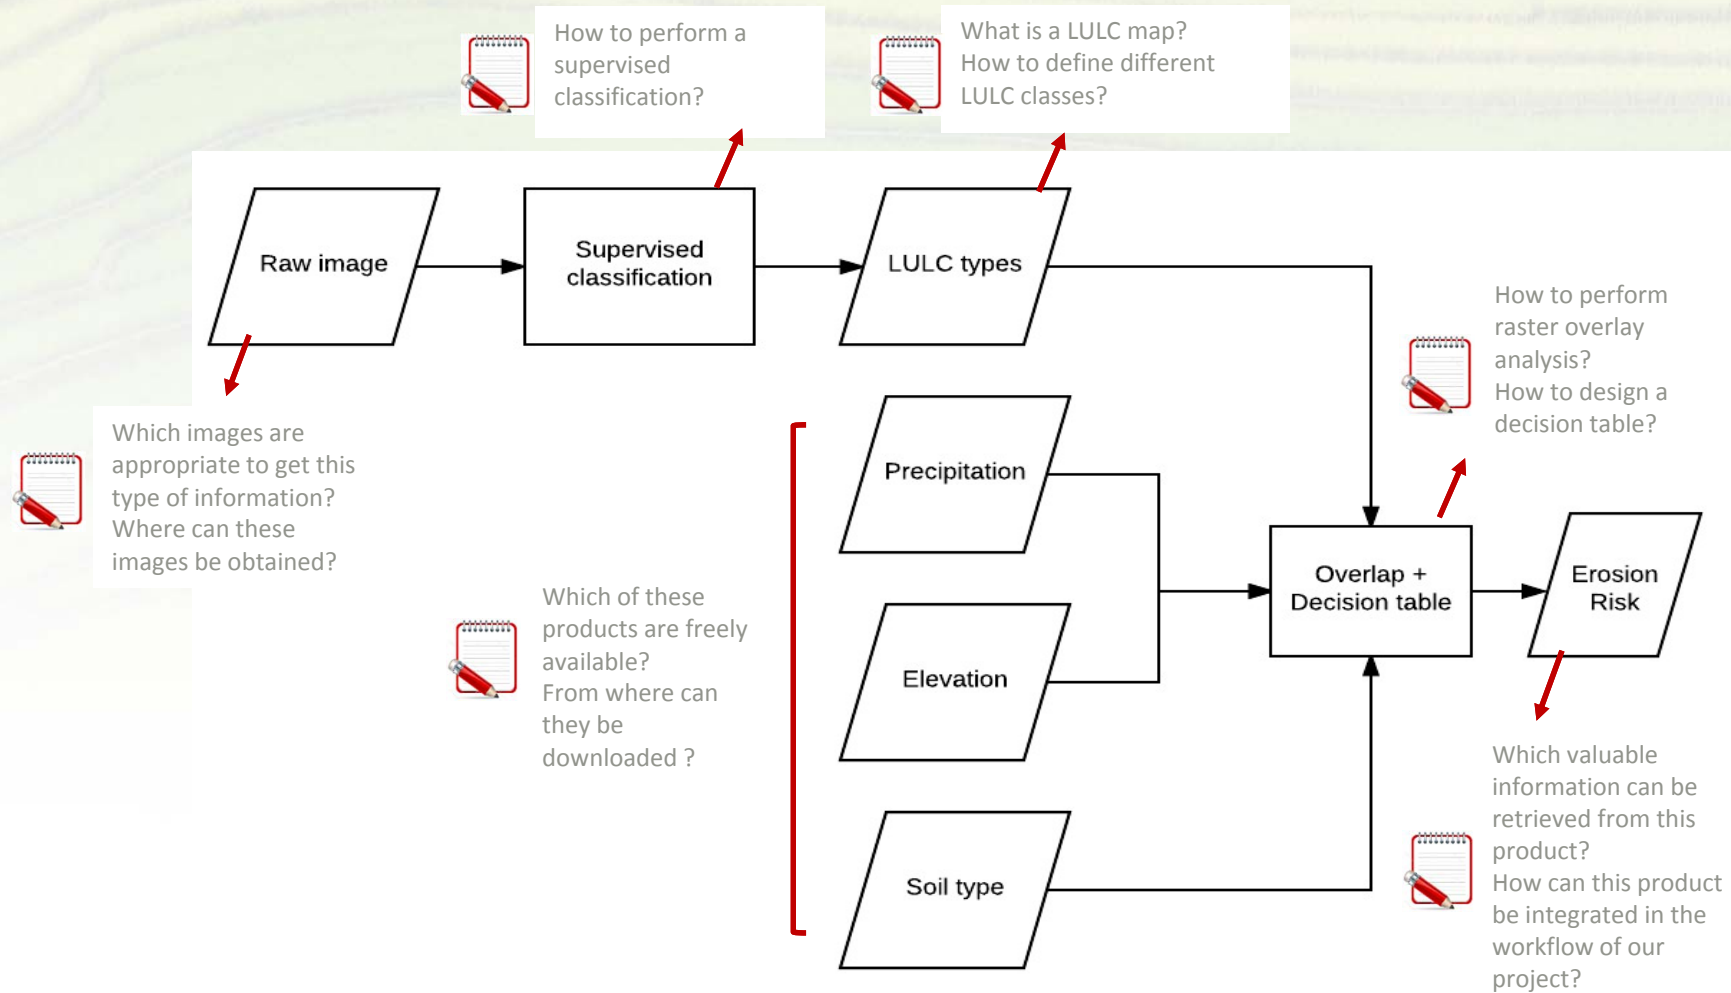 How to perform a
supervised
classification?
What is a LULC map?
How to define different
LULC classes?
Raw image
Supervised
classification
LULC types
How to perform
raster overlay
analysis?
How to design a
decision table?
Which images are
appropriate to get this
type of information?
Where can these
images be obtained?
Precipitation
Which of these
products are freely
available?
From where can
they be
downloaded ?
Elevation
Soil type
Overlap +
Decision table
Erosion
Risk
Which valuable
information can be
retrieved from this
product?
How can this product
be integrated in the
workflow of our
project?